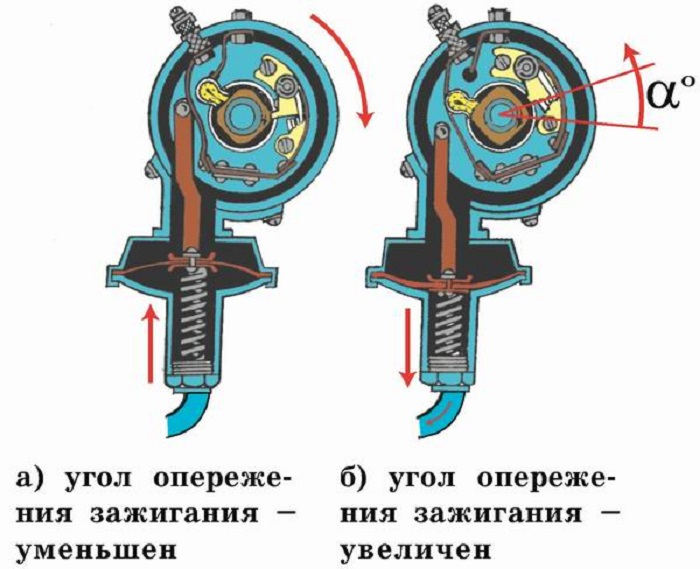 α°
а) угол опереже-
ния зажигания –
уменьшен
б) угол опереже-
ния зажигания –
увеличен